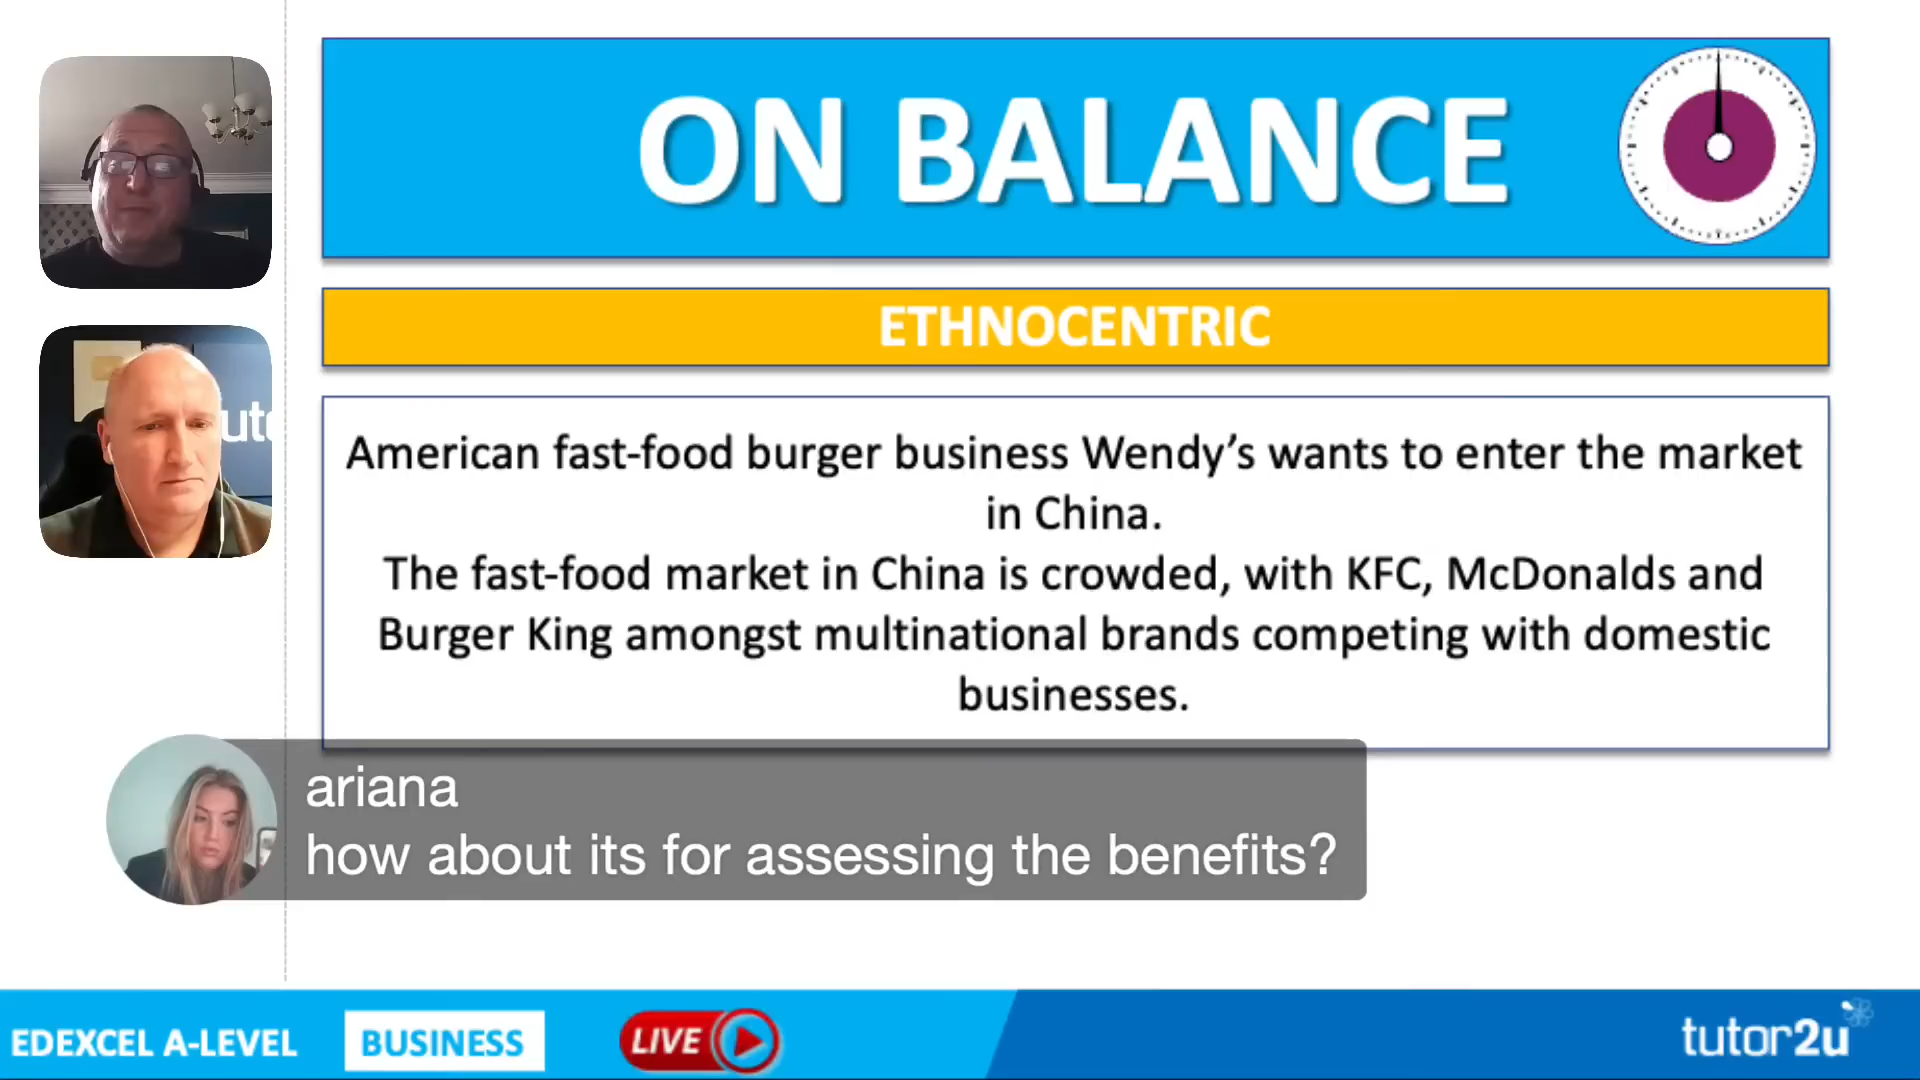 ON BALANCE
ETHNOCENTRIC
American fast-food burger business Wendy’s wants to enter the market
in China.
The fast-food market in China is crowded, with KFC, McDonalds and
Burger King amongst multinational brands competing with domestic
businesses.
ute
ariana
how about its for assessing the benefits?
EDEXCEL A-LEVEL
BUSINESS
LIVE
tutor2u